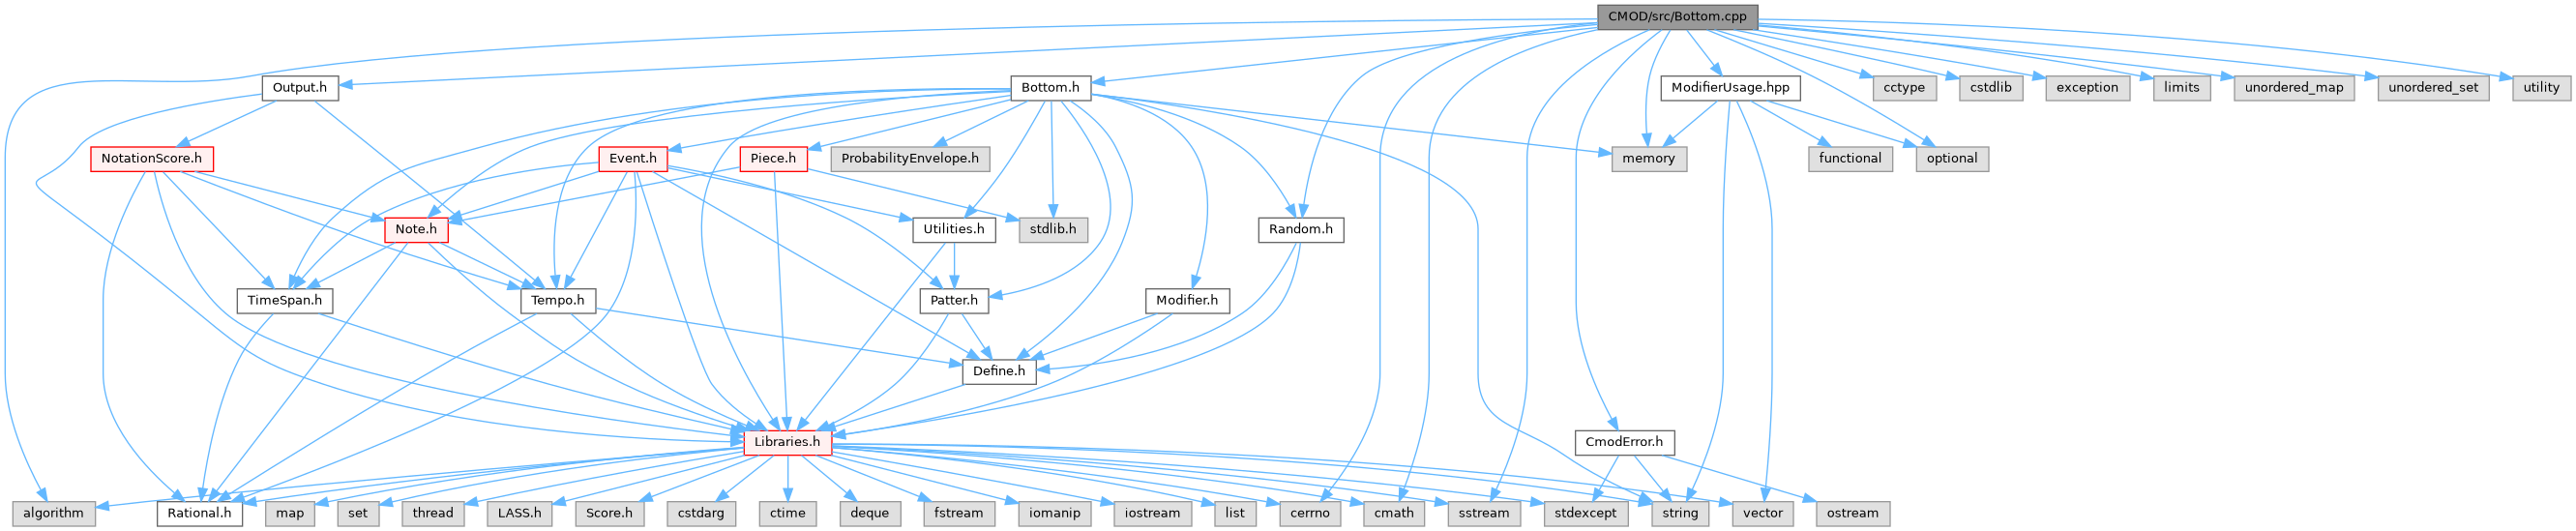 CMOD/src/Bottom.cpp
Output.h
Bottom.h
ModifierUsage.hpp
cctype
cstdlib
exception
limits
unordered_map
unordered_set
utility
NotationScore.h
Event.h
Piece.h
ProbabilityEnvelope.h
memory
functional
optional
Note.h
Utilities.h
stdlib.h
Random.h
TimeSpan.h
Tempo.h
Patter.h
Modifier.h
Define.h
Libraries.h
CmodError.h
algorithm
Rational.h
map
set
thread
LASS.h
Score.h
cstdarg
ctime
deque
fstream
iomanip
iostream
list
cerrno
cmath
sstream
stdexcept
string
vector
ostream